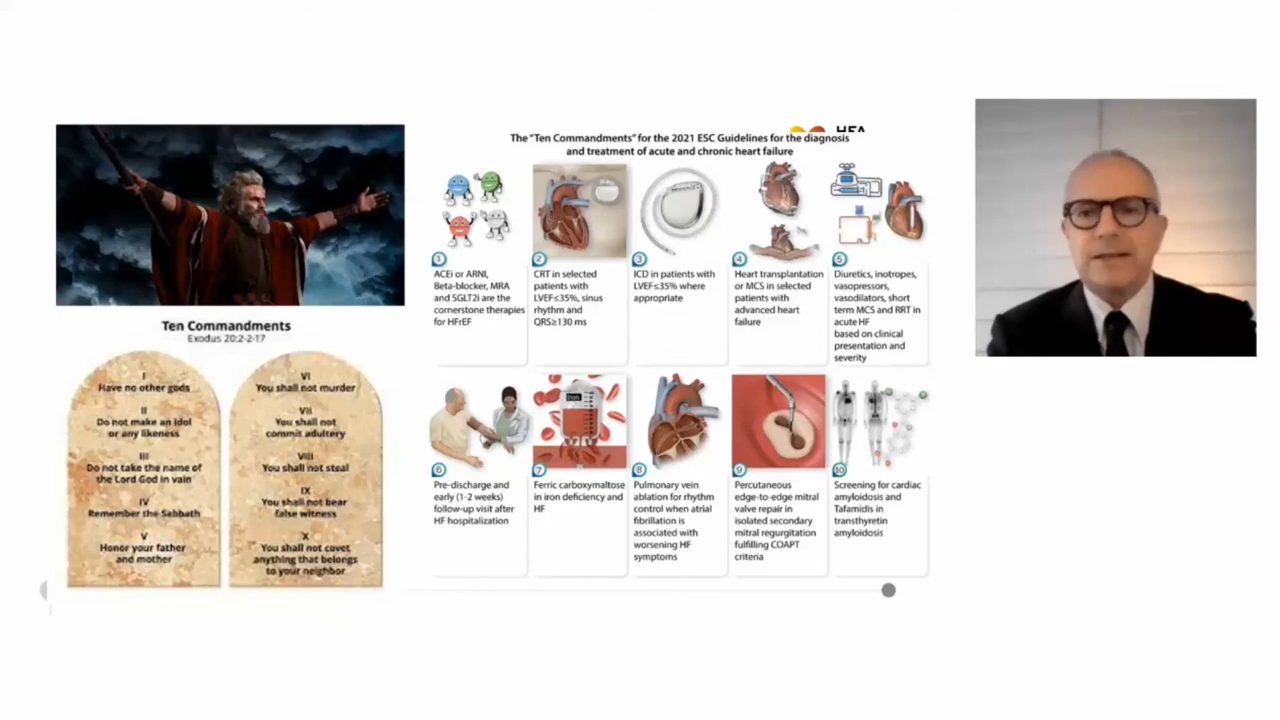 HFA
The “Ten Commandments” for the 2021 ESC Guidelines for the diagnosis
and treatment of acute and chronic heart failure
Ten Commandments
Exodus 20:2-2-17
I
Have no other gods
II
Do not make an idol
or any likeness
III
Do not take the name of
the Lord God in vain
IV
Remember the Sabbath
V
Honor your father
and mother
VI
You shall not murder
VII
You shall not
commit adultery
VIII
You shall not steal
IX
You shall not bear
false witness
X
You shall not covet
anything that belongs
to your neighbor
1
ACEi or ARNI,
Beta-blocker, MRA
and SGLT2i are the
cornerstone therapies
for HFrEF
2
CRT in selected
patients with
LVEF≤35%, sinus
rhythm and
QRS≥130 ms
3
ICD in patients with
LVEF≤35% where
appropriate
4
Heart transplantation
or MCS in selected
patients with
advanced heart
failure
5
Diuretics, inotropes,
vasopressors,
vasodilators, short
term MCS and RRT in
acute HF
based on clinical
presentation and
severity
6
Pre-discharge and
early (1-2 weeks)
follow-up visit after
HF hospitalization
Iron
7
Ferric carboxymaltose
in iron deficiency and
HF
8
Pulmonary vein
ablation for rhythm
control when atrial
fibrillation is
associated with
worsening HF
symptoms
9
Percutaneous
edge-to-edge mitral
valve repair in
isolated secondary
mitral regurgitation
fulfilling COAPT
criteria
10
Screening for cardiac
amyloidosis and
Tafamidis in
transthyretin
amyloidosis